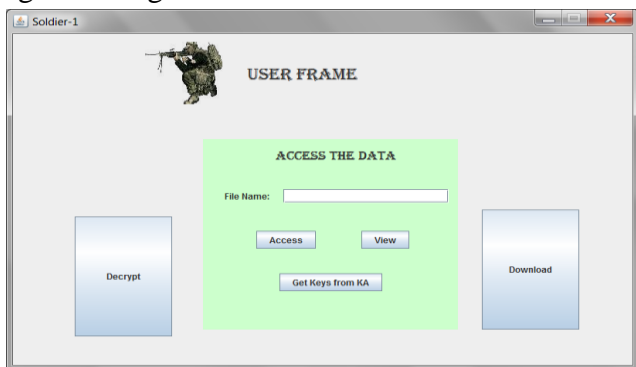 Soldier-1
USER FRAME
ACCESS THE DATA
File Name:
Access View
Decrypt Get Keys from KA Download